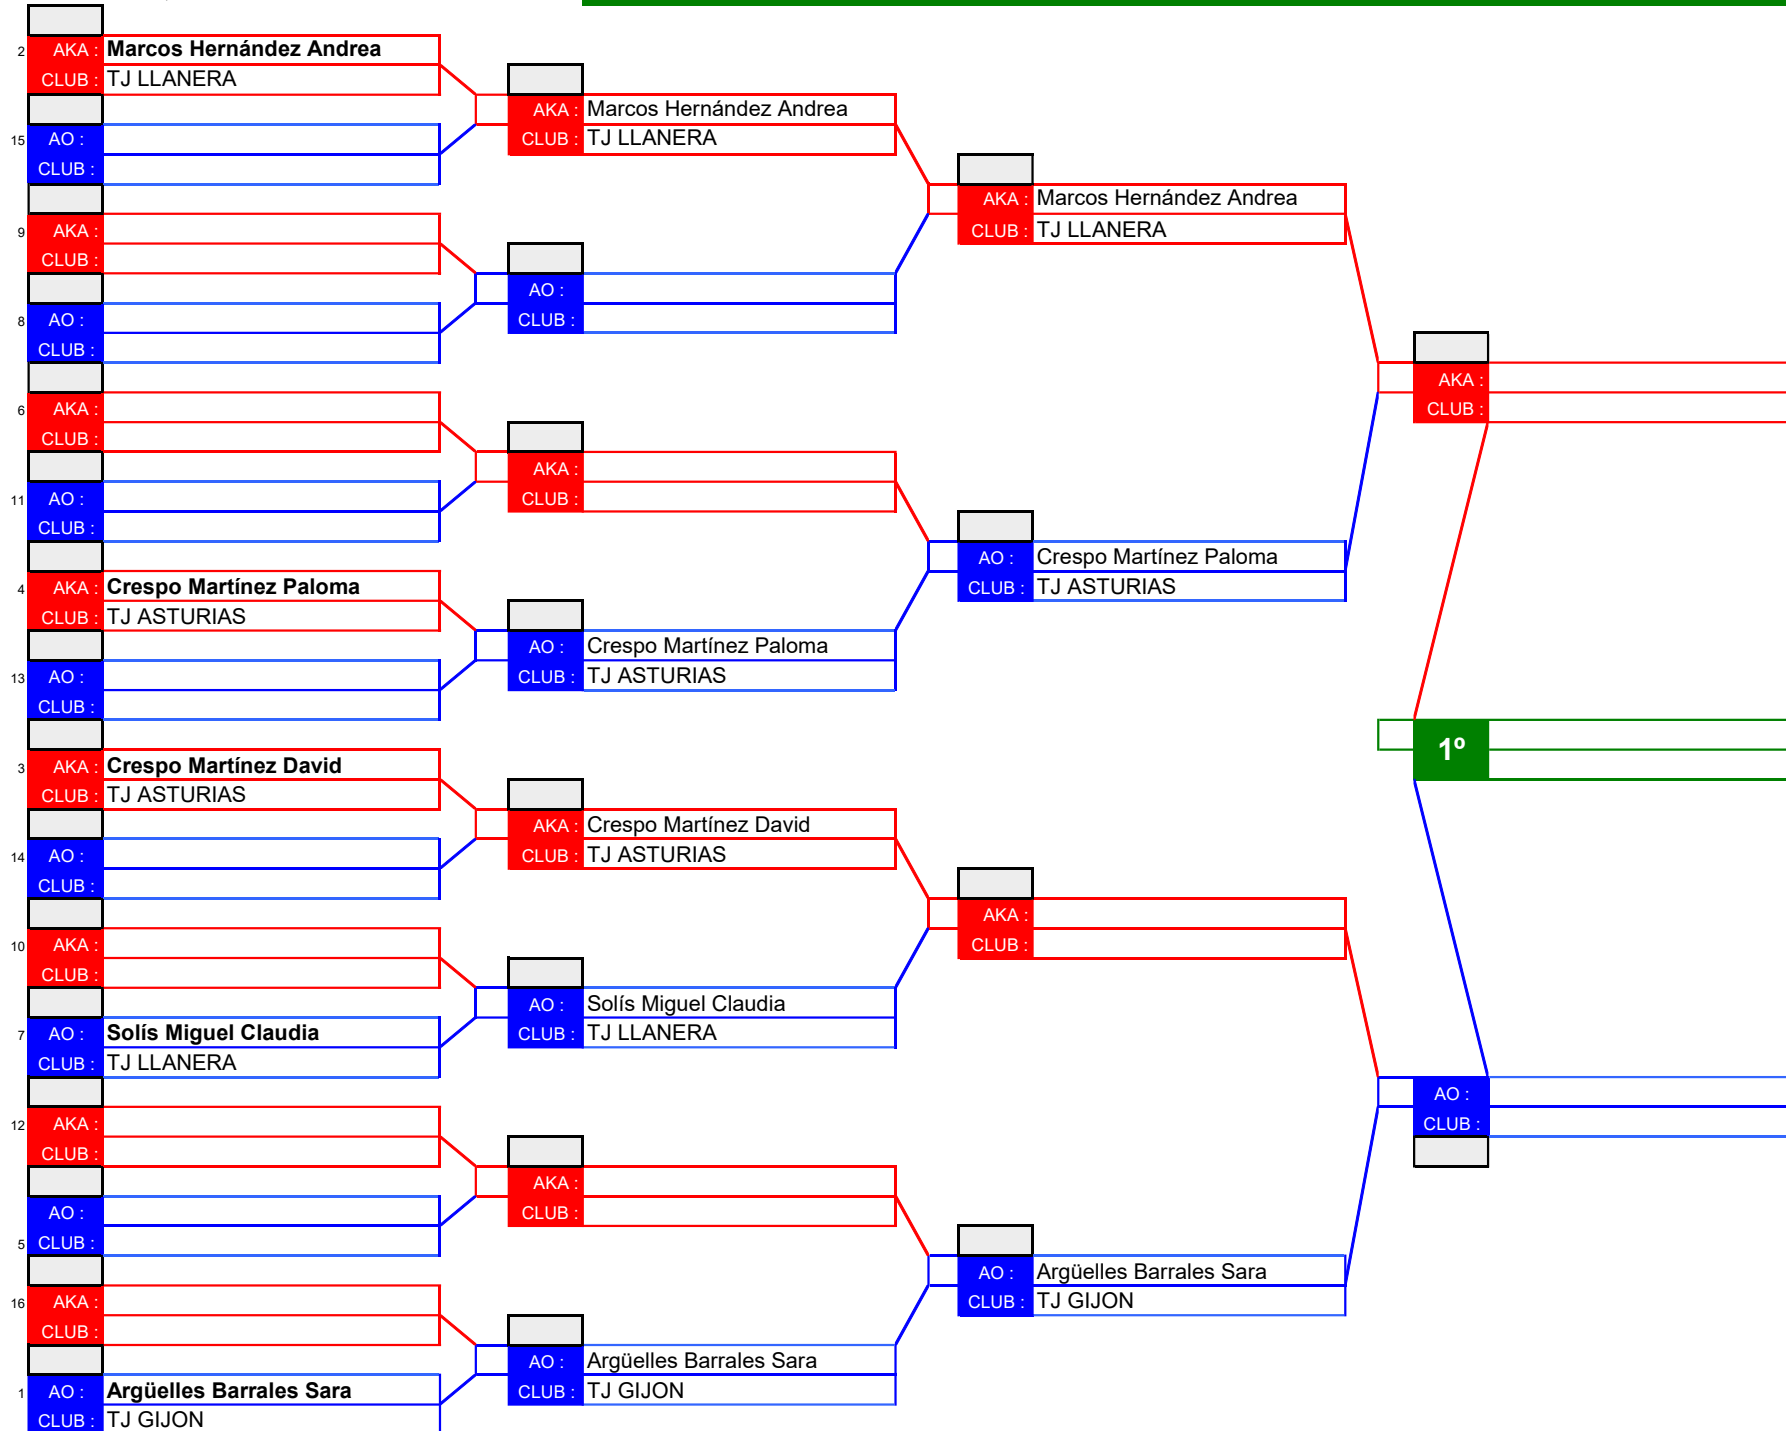 2 AKA : Marcos Hernández Andrea
CLUB : TJ LLANERA
15 AO :
CLUB :
9 AKA :
CLUB :
8 AO :
CLUB :
6 AKA :
CLUB :
11 AO :
CLUB :
4 AKA : Crespo Martínez Paloma
CLUB : TJ ASTURIAS
13 AO :
CLUB :
3 AKA : Crespo Martínez David
CLUB : TJ ASTURIAS
14 AO :
CLUB :
10 AKA :
CLUB :
7 AO : Solís Miguel Claudia
CLUB : TJ LLANERA
12 AKA :
CLUB :
AO :
5 CLUB :
16 AKA :
CLUB :
1 AO : Argüelles Barrales Sara
CLUB : TJ GIJON
AKA : Marcos Hernández Andrea
CLUB : TJ LLANERA
AO :
CLUB :
AKA :
CLUB :
AO : Crespo Martínez Paloma
CLUB : TJ ASTURIAS
AKA : Crespo Martínez David
CLUB : TJ ASTURIAS
AO : Solís Miguel Claudia
CLUB : TJ LLANERA
AKA :
CLUB :
AO : Argüelles Barrales Sara
CLUB : TJ GIJON
AKA : Marcos Hernández Andrea
CLUB : TJ LLANERA
AO : Crespo Martínez Paloma
CLUB : TJ ASTURIAS
AKA :
CLUB :
AO : Argüelles Barrales Sara
CLUB : TJ GIJON
AKA :
CLUB :
1º
AO :
CLUB :